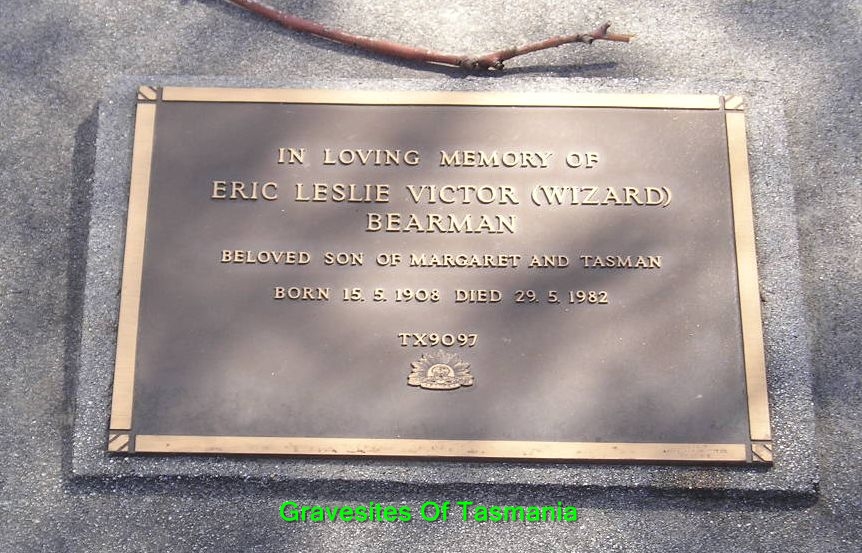 IN LOVING MEMORY OF
ERIC LESLIE VICTOR (WIZARD)
BEARMAN
BELOVED SON OF MARGARET AND TASMAN
BORN 15. 5. 1908 DIED 29. 5. 1982
TX9097
Gravesites Of Tasmania